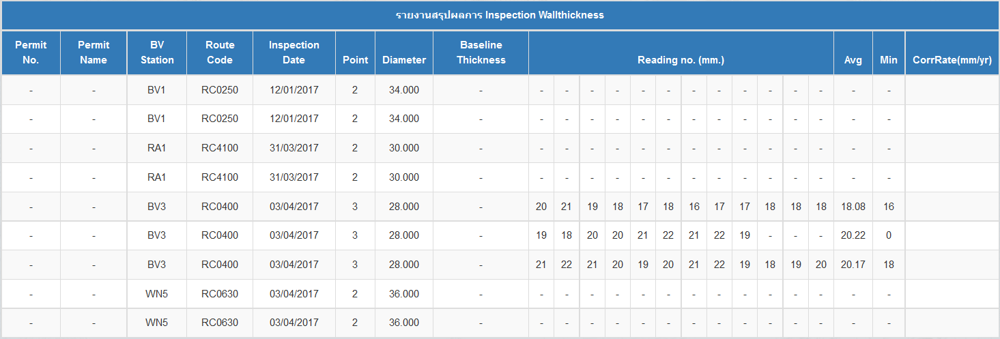 รายงานสรุปผลการ Inspection Wallthickness
Permit No. Permit Name BV Station Route Code Inspection Date Point Diameter Baseline Thickness Reading no. (mm.) Avg Min CorrRate(mm/yr)
- - BV1 RC0250 12/01/2017 2 34.000 - - - - - - - - - - - - - - -
- - BV1 RC0250 12/01/2017 2 34.000 - - - - - - - - - - - - - - -
- - RA1 RC4100 31/03/2017 2 30.000 - - - - - - - - - - - - - - -
- - RA1 RC4100 31/03/2017 2 30.000 - - - - - - - - - - - - - - -
- - BV3 RC0400 03/04/2017 3 28.000 - 20 21 19 18 17 18 16 17 17 18 18 18 18.08 16
- - BV3 RC0400 03/04/2017 3 28.000 - 19 18 20 20 21 22 21 22 19 - - - 20.22 0
- - BV3 RC0400 03/04/2017 3 28.000 - 21 22 21 20 19 20 21 22 19 18 19 20 20.17 18
- - WN5 RC0630 03/04/2017 2 36.000 - - - - - - - - - - - - - - -
- - WN5 RC0630 03/04/2017 2 36.000 - - - - - - - - - - - - - - -